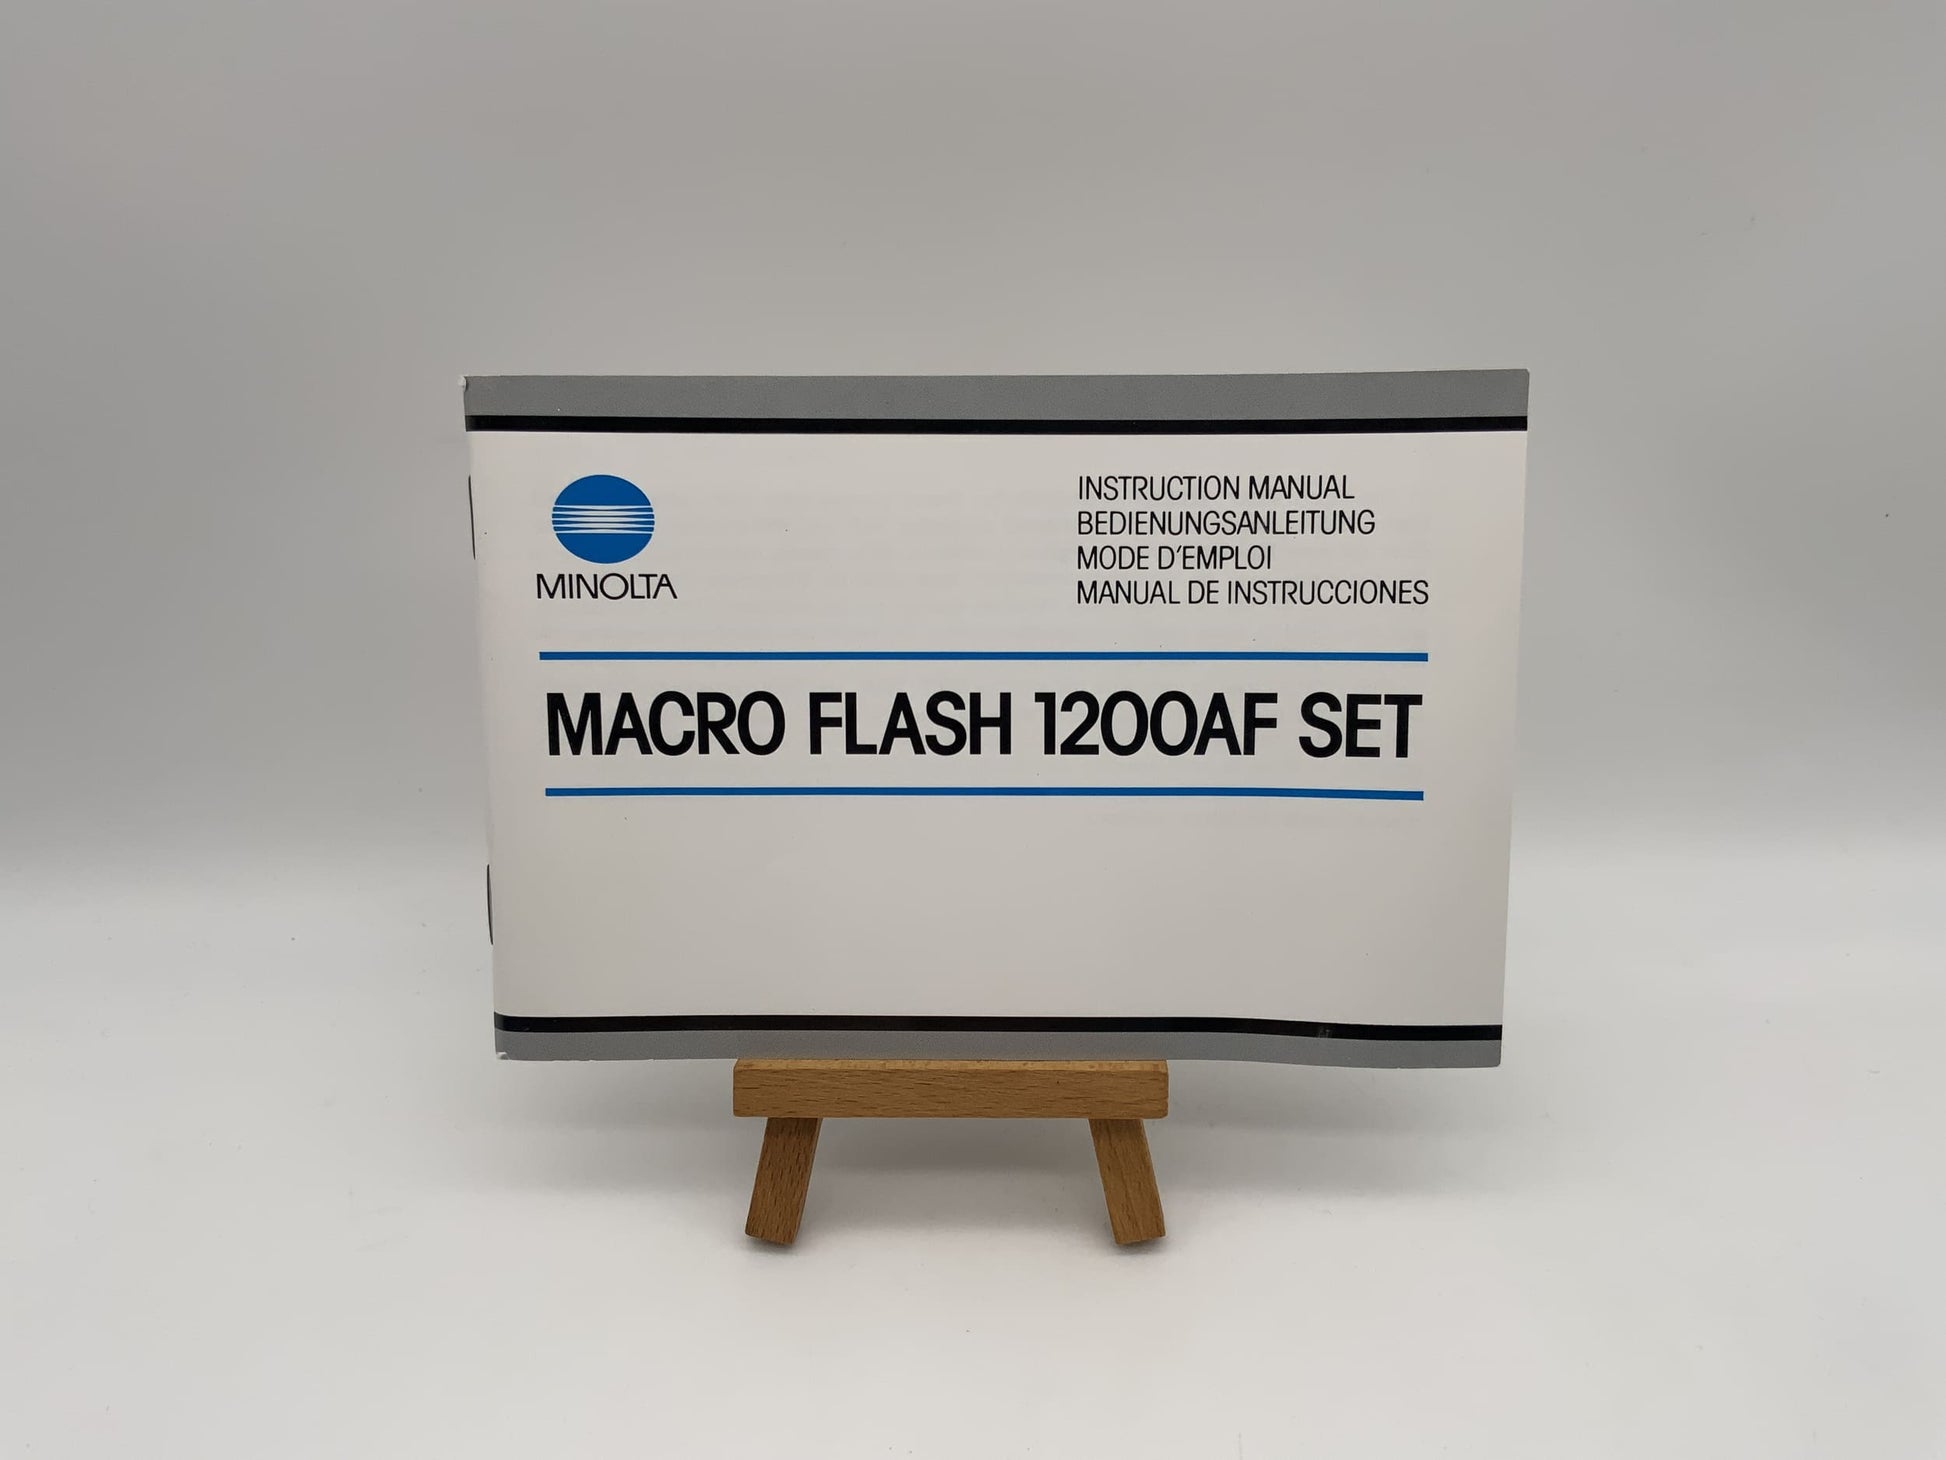 MINOLTA
INSTRUCTION MANUAL
BEDIENUNGSANLEITUNG
MODE D'EMPLOI
MANUAL DE INSTRUCCIONES
MACRO FLASH 1200AF SET